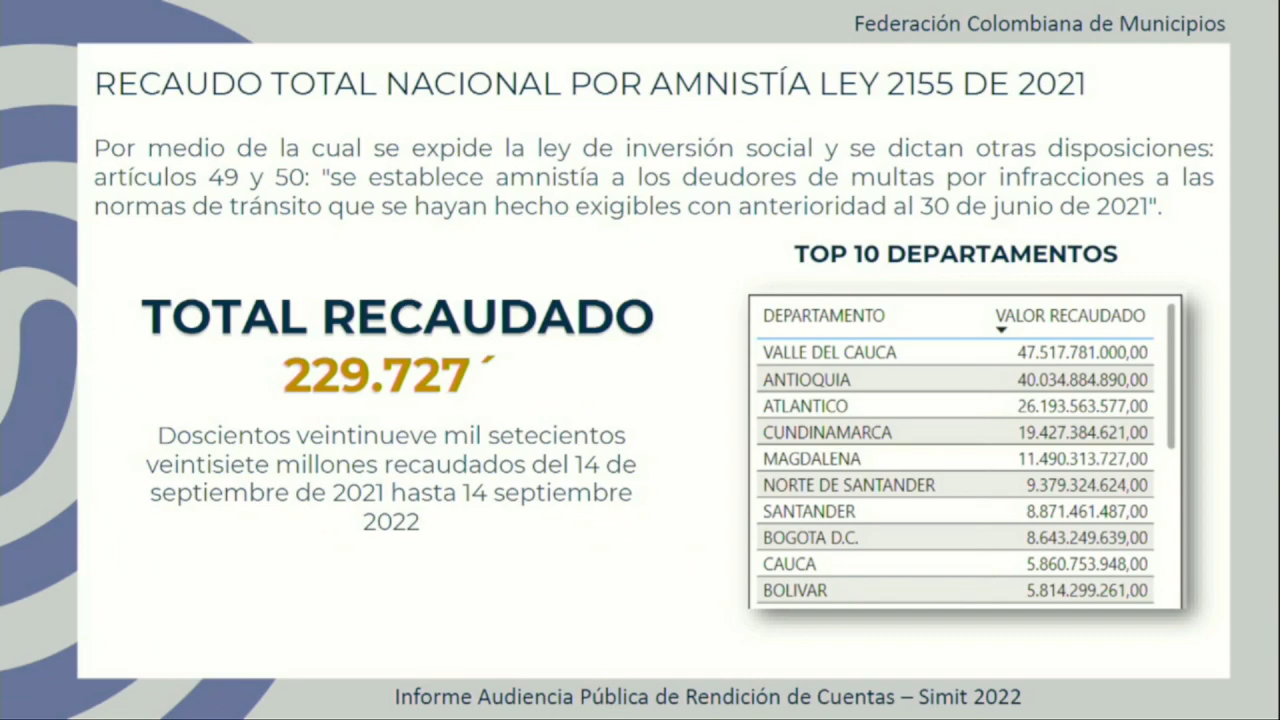 Federación Colombiana de Municipios
RECAUDO TOTAL NACIONAL POR AMNISTÍA LEY 2155 DE 2021
Por medio de la cual se expide la ley de inversión social y se dictan otras disposiciones:
artículos 49 y 50: "se establece amnistía a los deudores de multas por infracciones a las
normas de tránsito que se hayan hecho exigibles con anterioridad al 30 de junio de 2021".
TOTAL RECAUDADO
229.727´
Doscientos veintinueve mil setecientos
veintisiete millones recaudados del 14 de
septiembre de 2021 hasta 14 septiembre
2022
TOP 10 DEPARTAMENTOS
DEPARTAMENTO VALOR RECAUDADO
VALLE DEL CAUCA 47.517.781.000,00
ANTIOQUIA 40.034.884.890,00
ATLANTICO 26.193.563.577,00
CUNDINAMARCA 19.427.384.621,00
MAGDALENA 11.490.313.727,00
NORTE DE SANTANDER 9.379.324.624,00
SANTANDER 8.871.461.487,00
BOGOTA D.C. 8.643.249.639,00
CAUCA 5.860.753.948,00
BOLIVAR 5.814.299.261,00
Informe Audiencia Pública de Rendición de Cuentas – Simit 2022